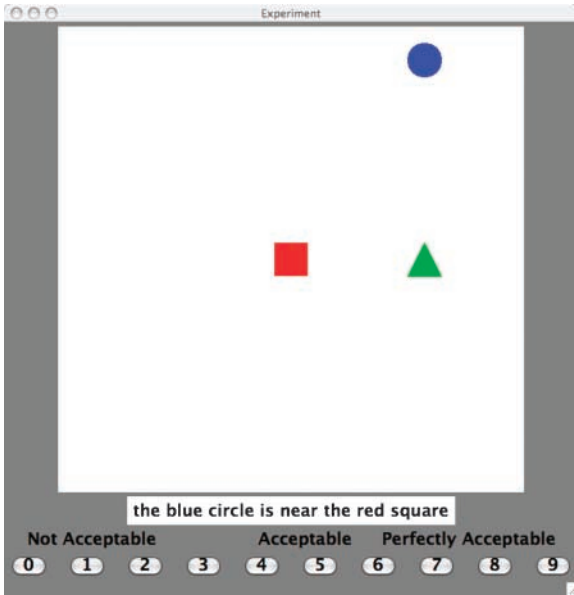 Experiment
the blue circle is near the red square
Not Acceptable Acceptable Perfectly Acceptable
0 1 2 3 4 5 6 7 8 9